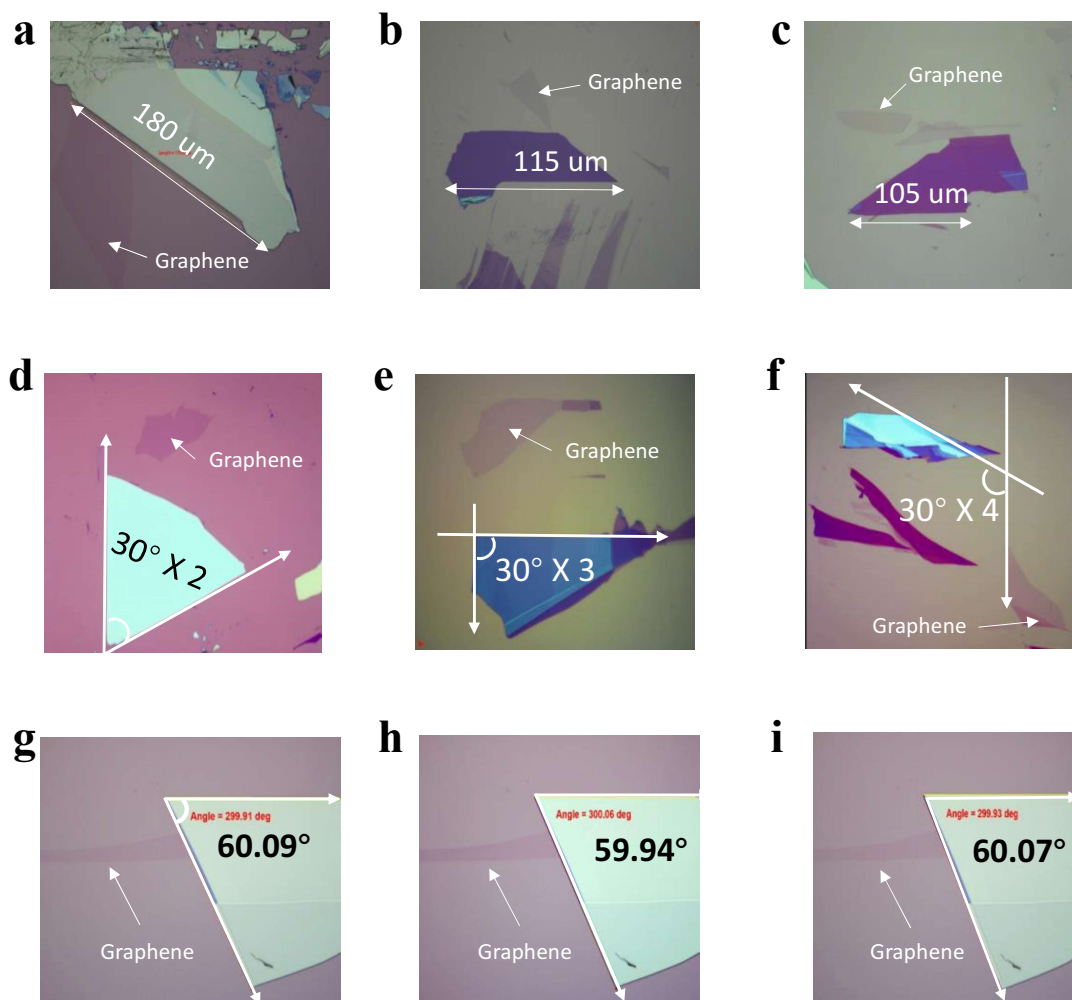 a
180 um
Graphene
b
Graphene
115 um
c
Graphene
105 um
d
Graphene
30° X 2
e
Graphene
30° X 3
f
30° X 4
Graphene
g
Angle = 299.91 deg
60.09°
Graphene
h
Angle = 300.06 deg
59.94°
Graphene
i
Angle = 299.93 deg
60.07°
Graphene